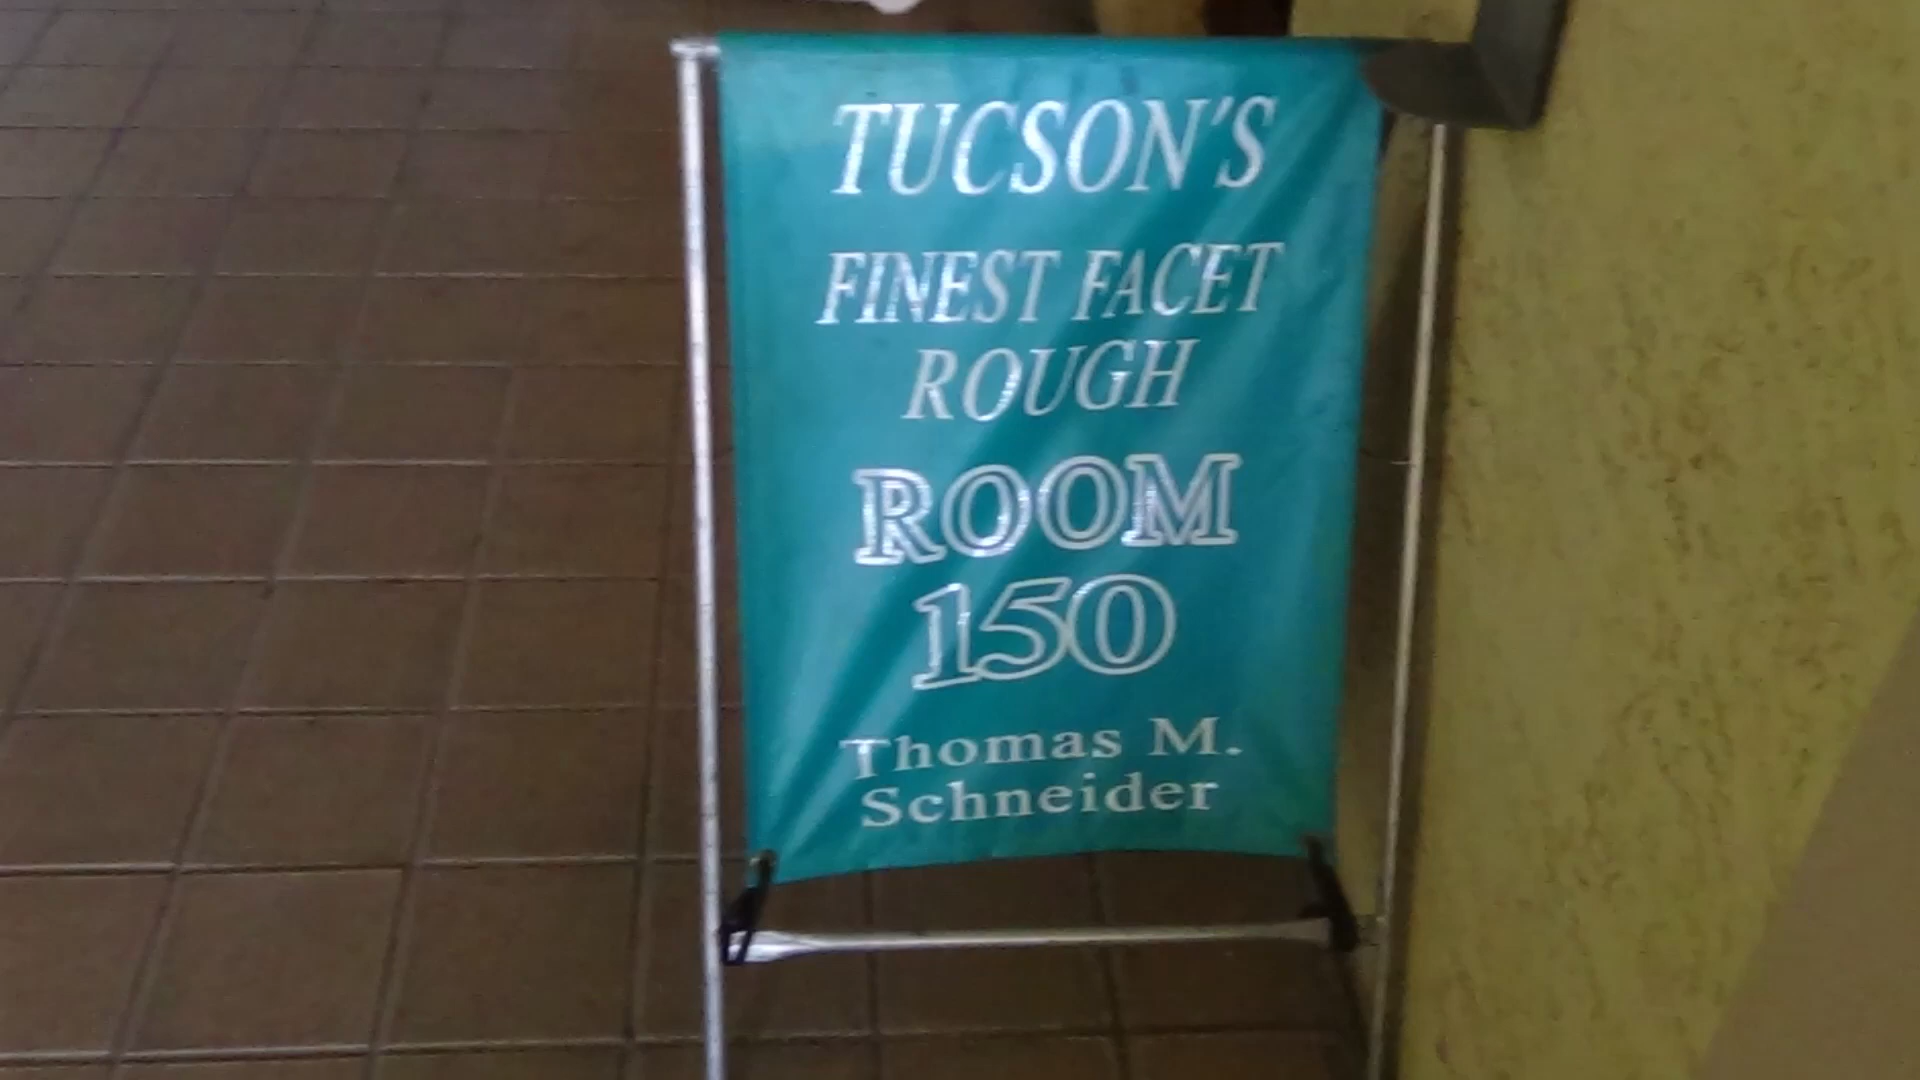 TUCSON'S
FINEST FACET
ROUGH
ROOM
150
Thomas M.
Schneider